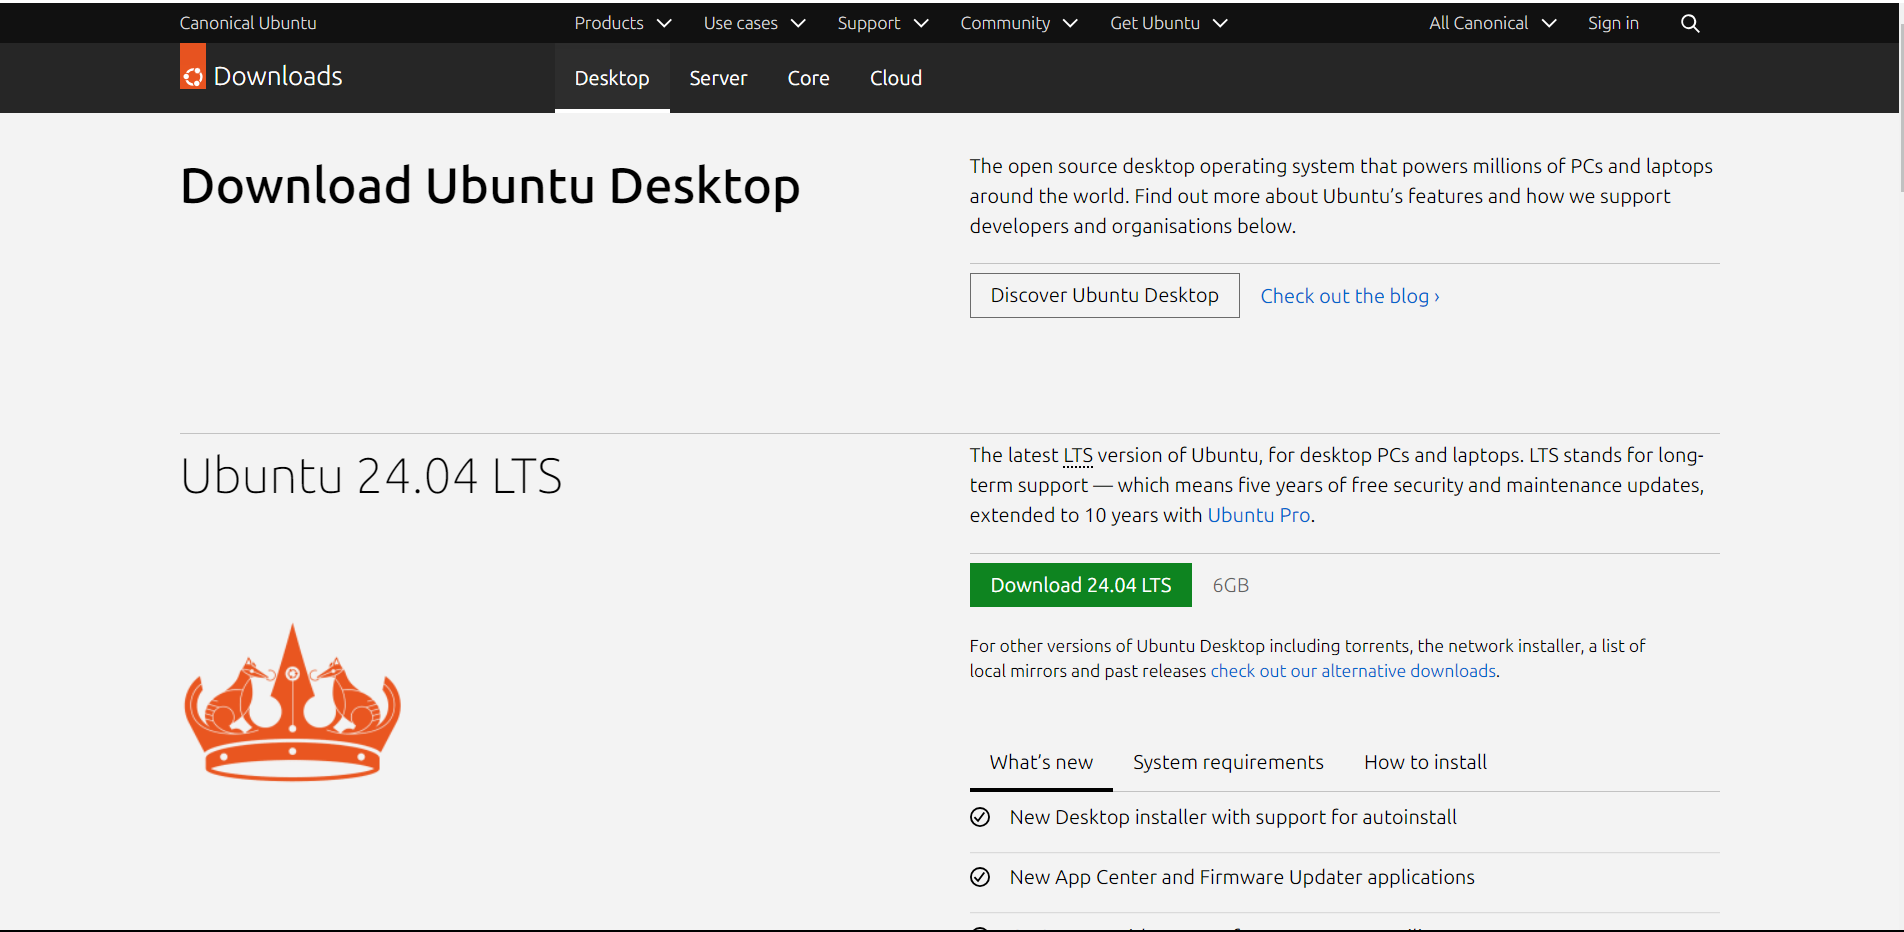 Canonical Ubuntu
Products
Use cases
Support
Community
Get Ubuntu
All Canonical
Sign in
Downloads
Desktop
Server
Core
Cloud
Download Ubuntu Desktop
The open source desktop operating system that powers millions of PCs and laptops
around the world. Find out more about Ubuntu’s features and how we support
developers and organisations below.
Discover Ubuntu Desktop
Check out the blog ›
Ubuntu 24.04 LTS
The latest LTS version of Ubuntu, for desktop PCs and laptops. LTS stands for long-
term support — which means five years of free security and maintenance updates,
extended to 10 years with Ubuntu Pro.
Download 24.04 LTS
6GB
For other versions of Ubuntu Desktop including torrents, the network installer, a list of
local mirrors and past releases check out our alternative downloads.
What’s new
System requirements
How to install
New Desktop installer with support for autoinstall
New App Center and Firmware Updater applications